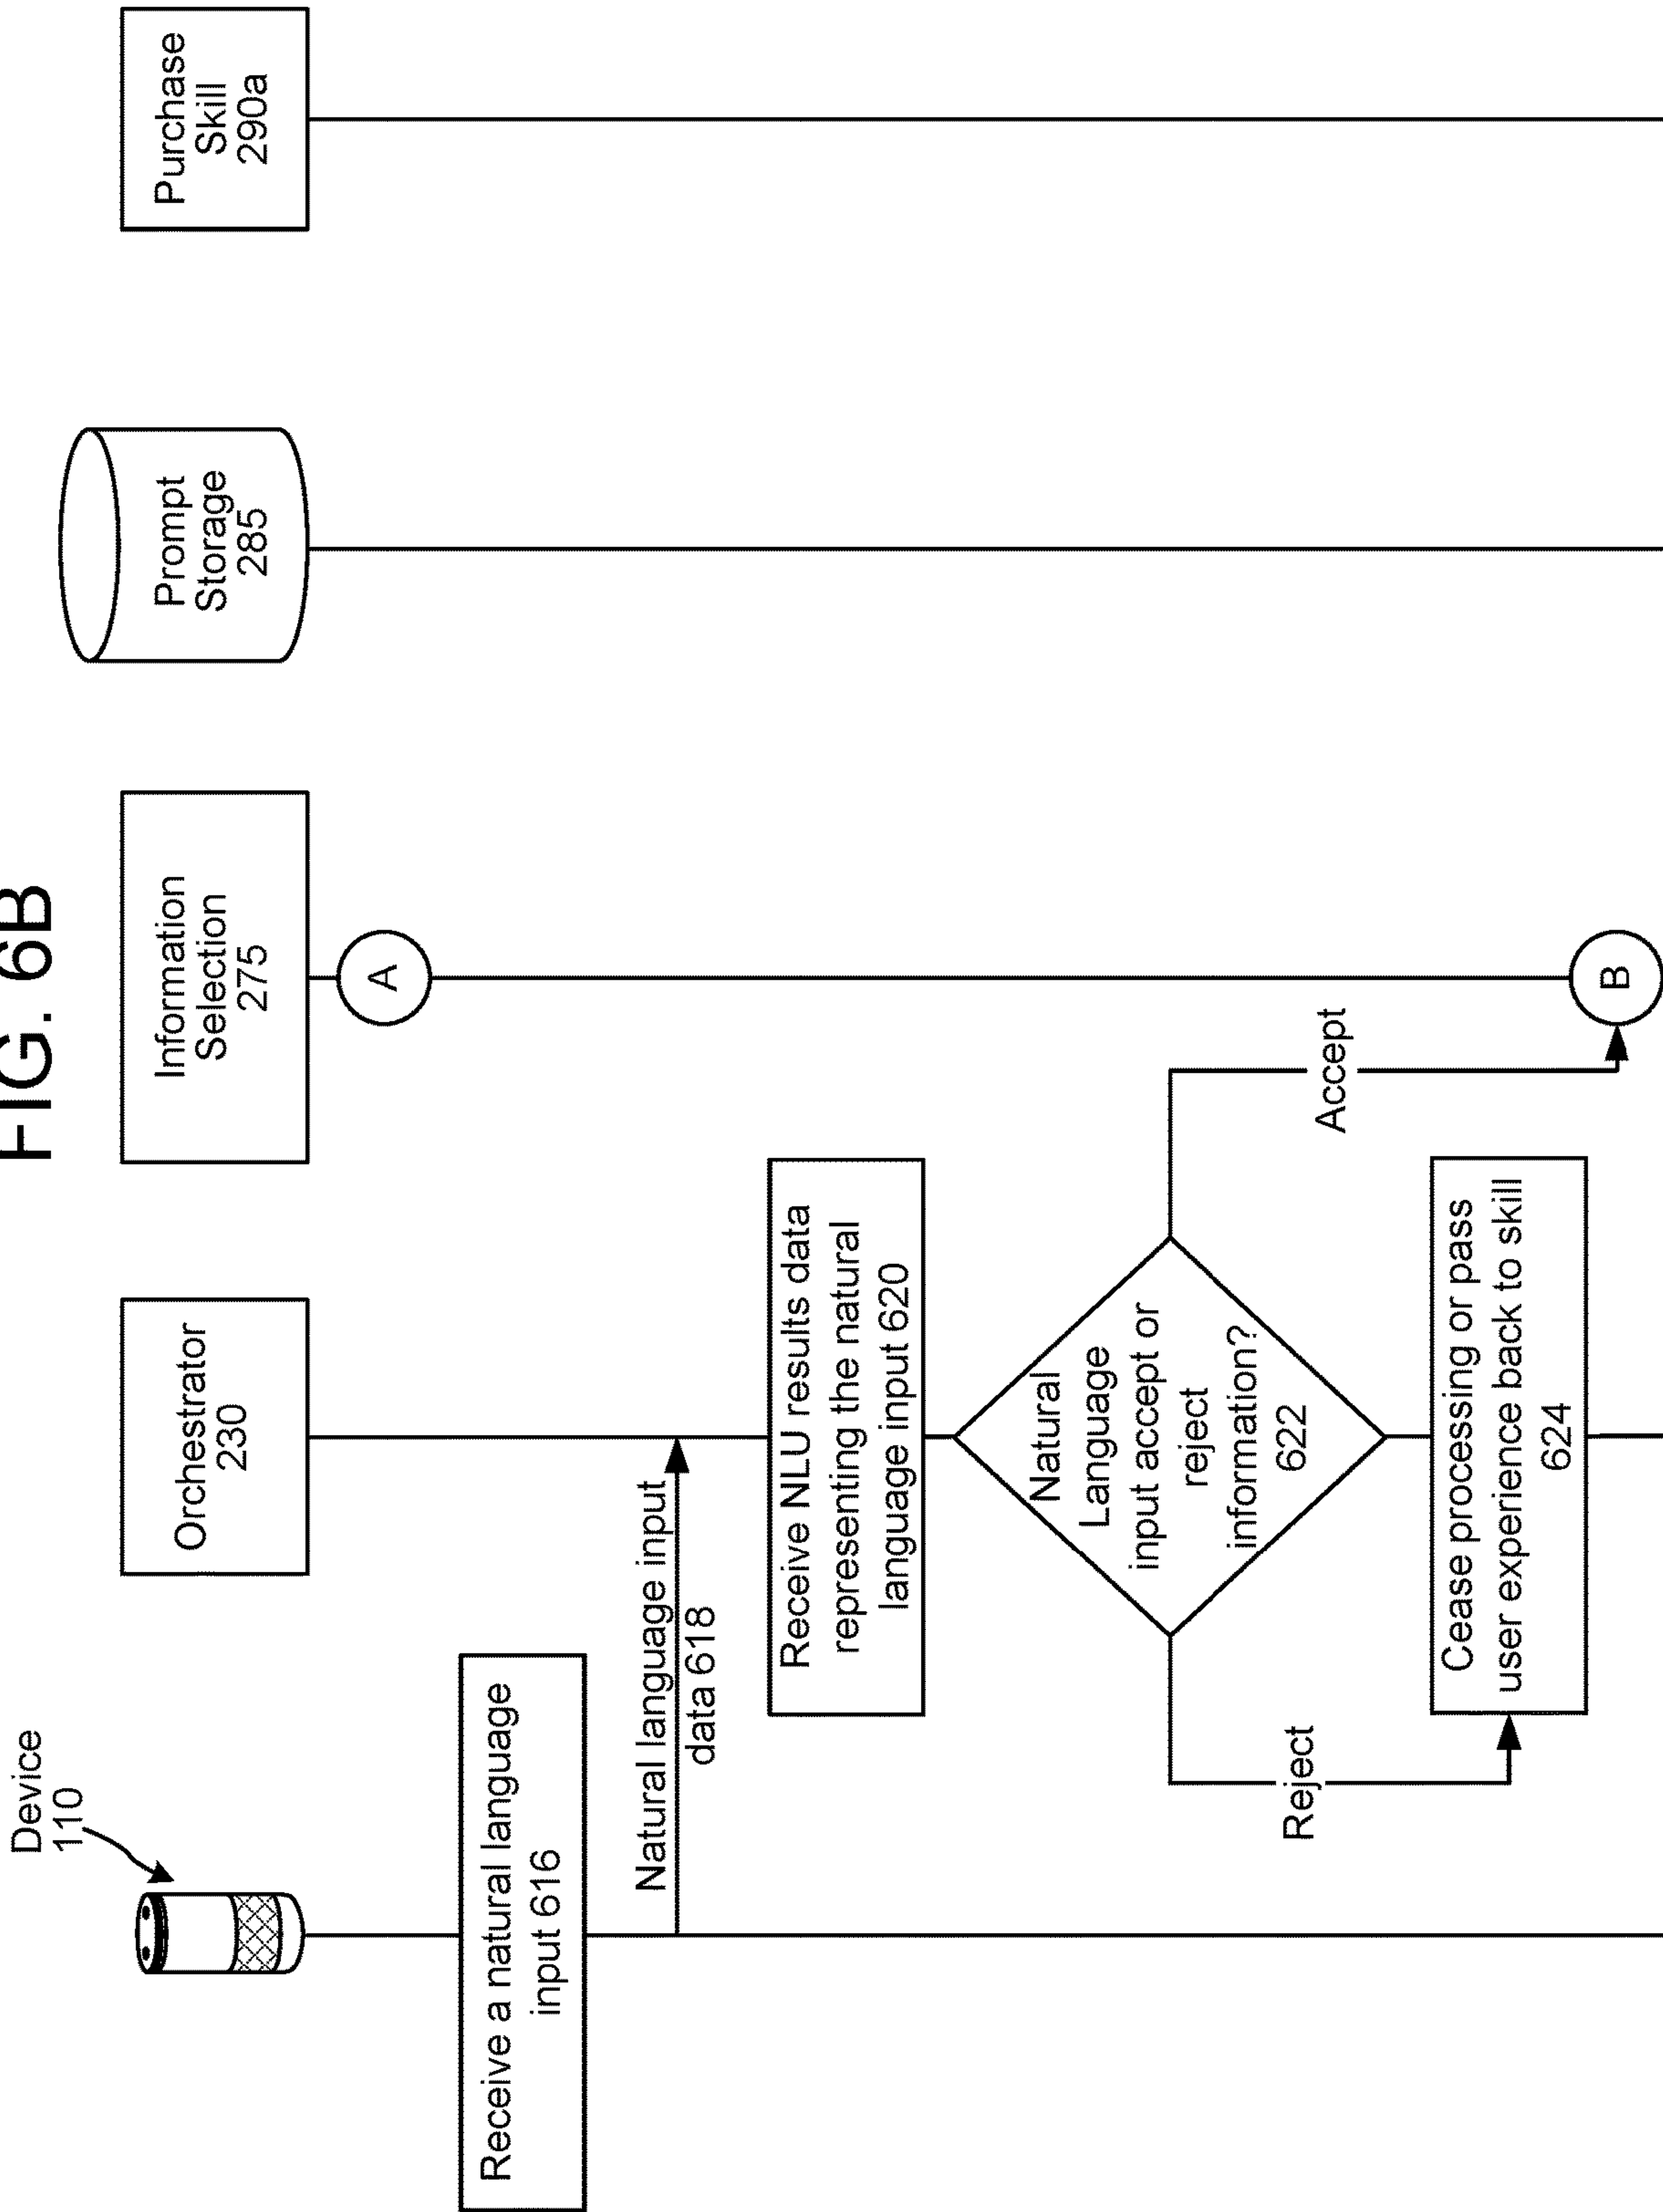 FIG. 6B
Device
110
Orchestrator
230
Information
Selection
275
Prompt
Storage
285
Purchase
Skill
290a
A
Receive a natural language
input 616
Natural language input
data 618
Receive NLU results data
representing the natural
language input 620
Natural
Language
input accept or
reject
information?
622
Reject
Accept
Cease processing or pass
user experience back to skill
624
B